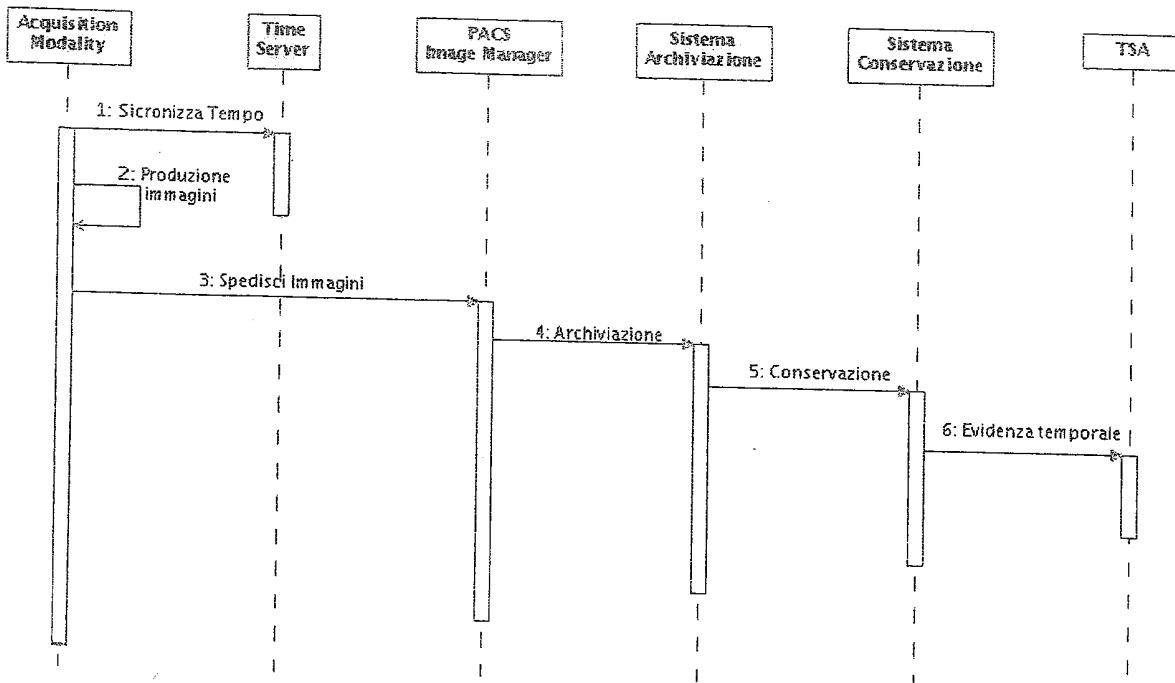 Acquisition
Modality
Time
Server
PACS
Image Manager
Sistema
Archiviazione
Sistema
Conservazione
TSA
1: Sicronizza Tempo
2: Produzione
immagini
3: Spedisci Immagini
4: Archiviazione
5: Conservazione
6: Evidenza temporale